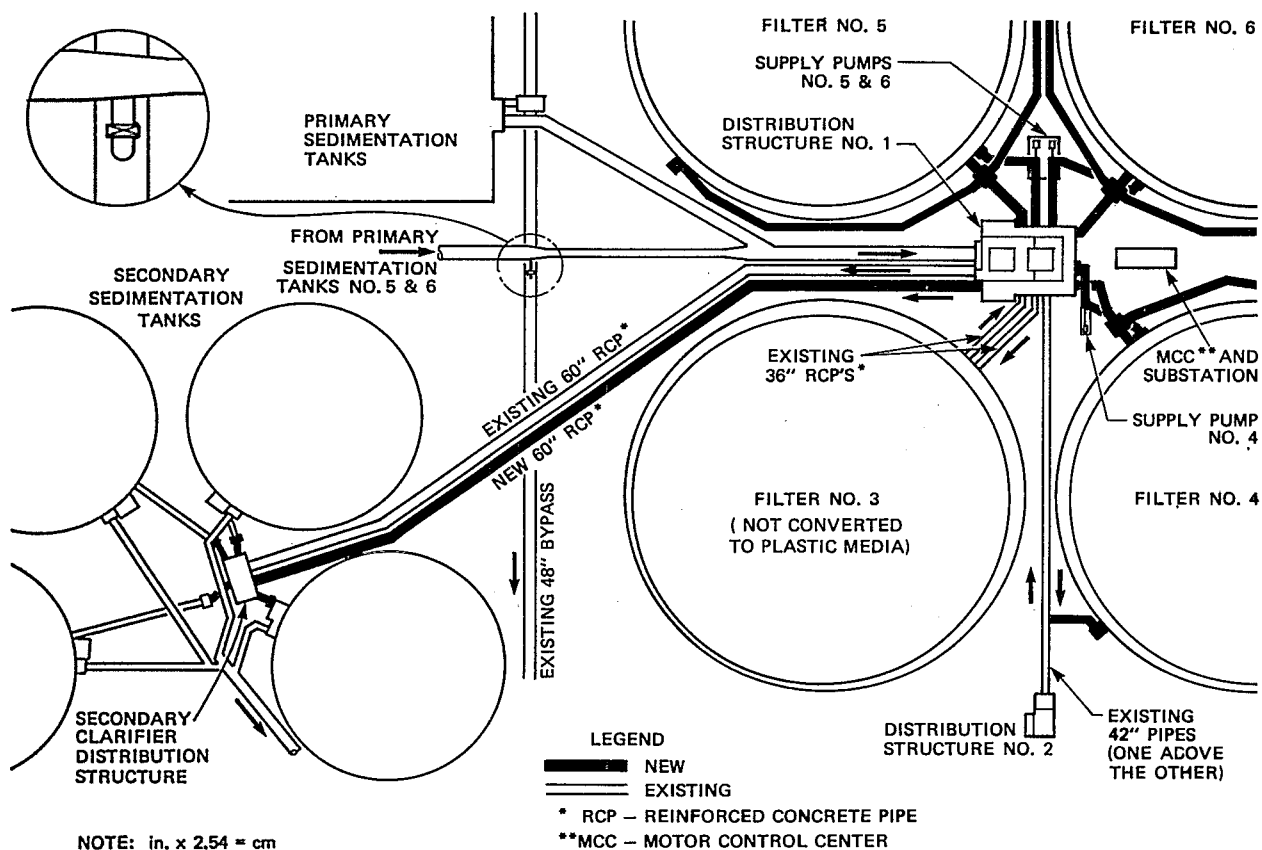 FILTER NO. 5
FILTER NO. 6
SUPPLY PUMPS
NO. 5 & 6
PRIMARY
SEDIMENTATION
TANKS
DISTRIBUTION
STRUCTURE NO. 1
FROM PRIMARY
SEDIMENTATION
TANKS NO. 5 & 6
SECONDARY
SEDIMENTATION
TANKS
EXISTING 60" RCP*
NEW 60" RCP*
EXISTING
36" RCP'S*
MCC** AND
SUBSTATION
SUPPLY PUMP
NO. 4
FILTER NO. 3
( NOT CONVERTED
TO PLASTIC MEDIA)
FILTER NO. 4
EXISTING 48" BYPASS
SECONDARY
CLARIFIER
DISTRIBUTION
STRUCTURE
DISTRIBUTION
STRUCTURE NO. 2
EXISTING
42" PIPES
(ONE ADOVE
THE OTHER)
LEGEND
NEW
EXISTING
* RCP – REINFORCED CONCRETE PIPE
**MCC – MOTOR CONTROL CENTER
NOTE: in. x 2.54 = cm